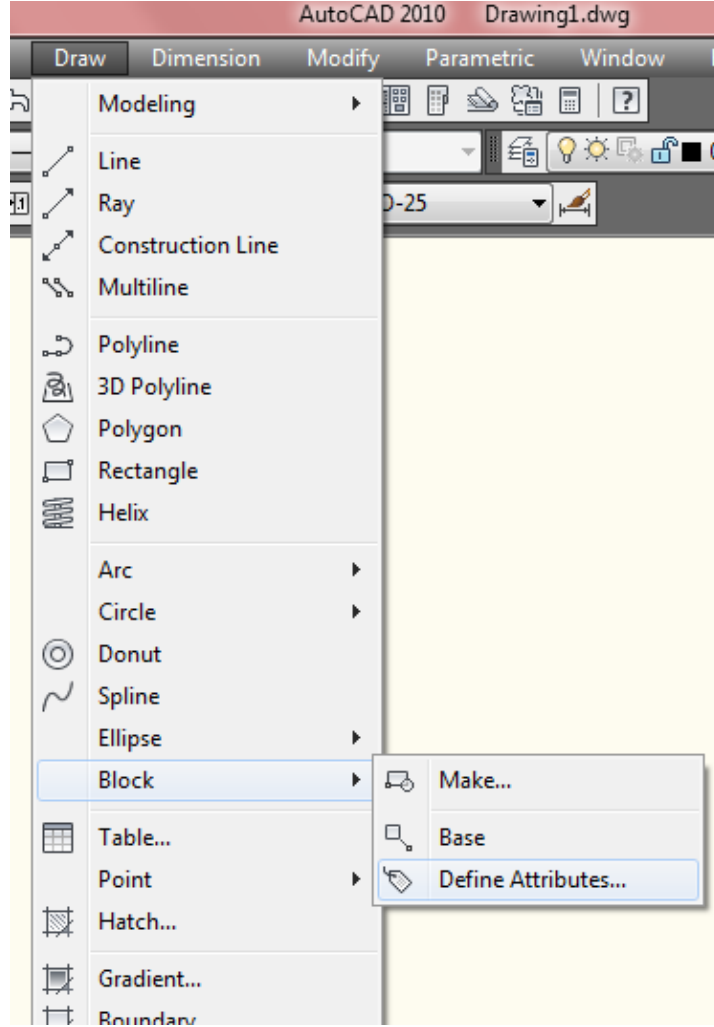 AutoCAD 2010 Drawing1.dwg
Draw Dimension Modify Parametric Window
Modeling
Line
Ray
-25
Construction Line
Multiline
Polyline
3D Polyline
Polygon
Rectangle
Helix
Arc
Circle
Donut
Spline
Ellipse
Block
Make...
Table...
Base
Point
Define Attributes...
Hatch...
Gradient...
Boundary